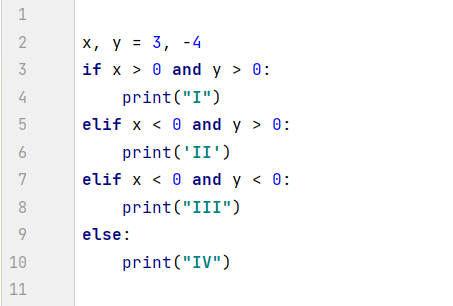 1
2 x, y = 3, -4
3 if x > 0 and y > 0:
4     print("I")
5 elif x < 0 and y > 0:
6     print('II')
7 elif x < 0 and y < 0:
8     print("III")
9 else:
10     print("IV")
11